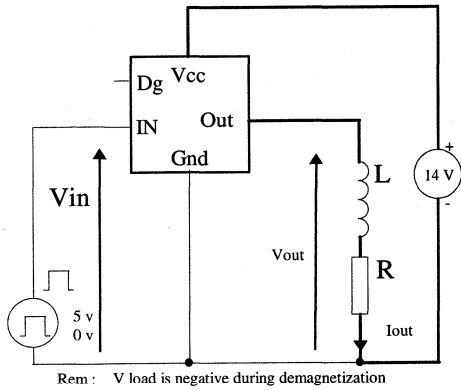 Vcc
Dg
IN
Out
Gnd
+
14 V
-
Vin
L
Vout
R
5 v
0 v
Iout
Rem : V load is negative during demagnetization